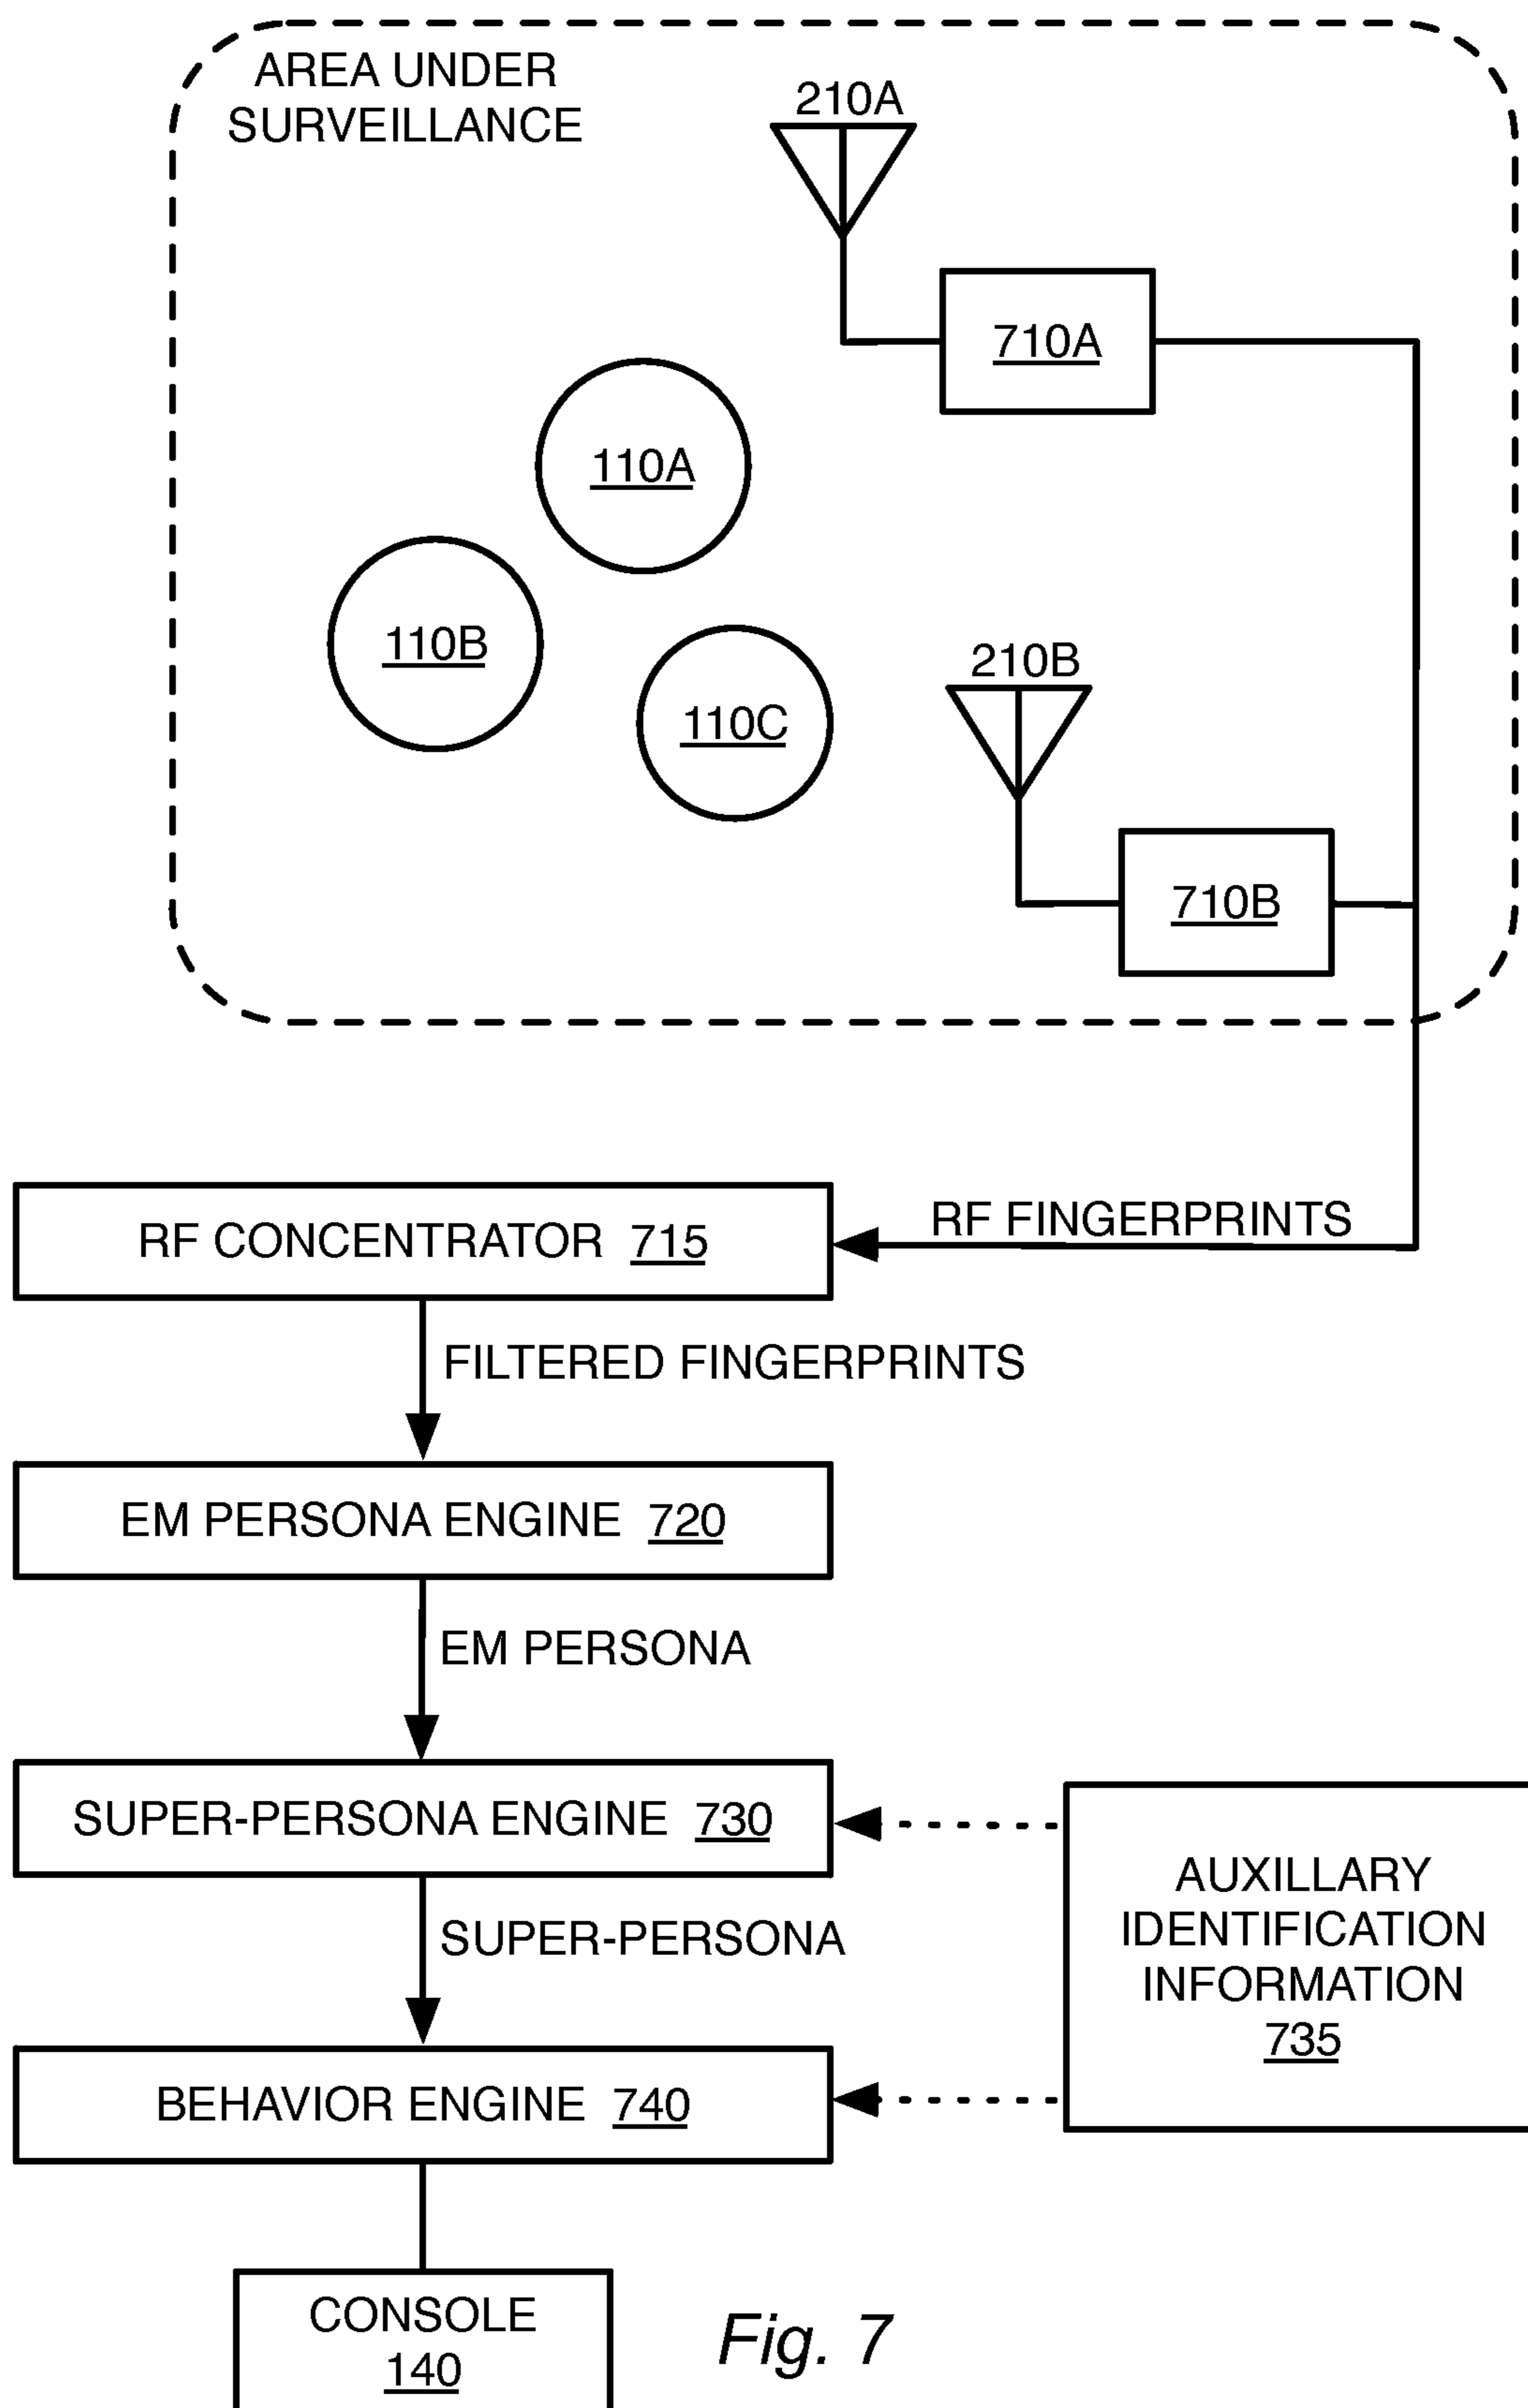 AREA UNDER
SURVEILLANCE
210A
710A
110A
110B
110C
210B
710B
RF FINGERPRINTS
RF CONCENTRATOR 715
FILTERED FINGERPRINTS
EM PERSONA ENGINE 720
EM PERSONA
SUPER-PERSONA ENGINE 730
AUXILLARY
IDENTIFICATION
INFORMATION
735
SUPER-PERSONA
BEHAVIOR ENGINE 740
CONSOLE
140
Fig. 7